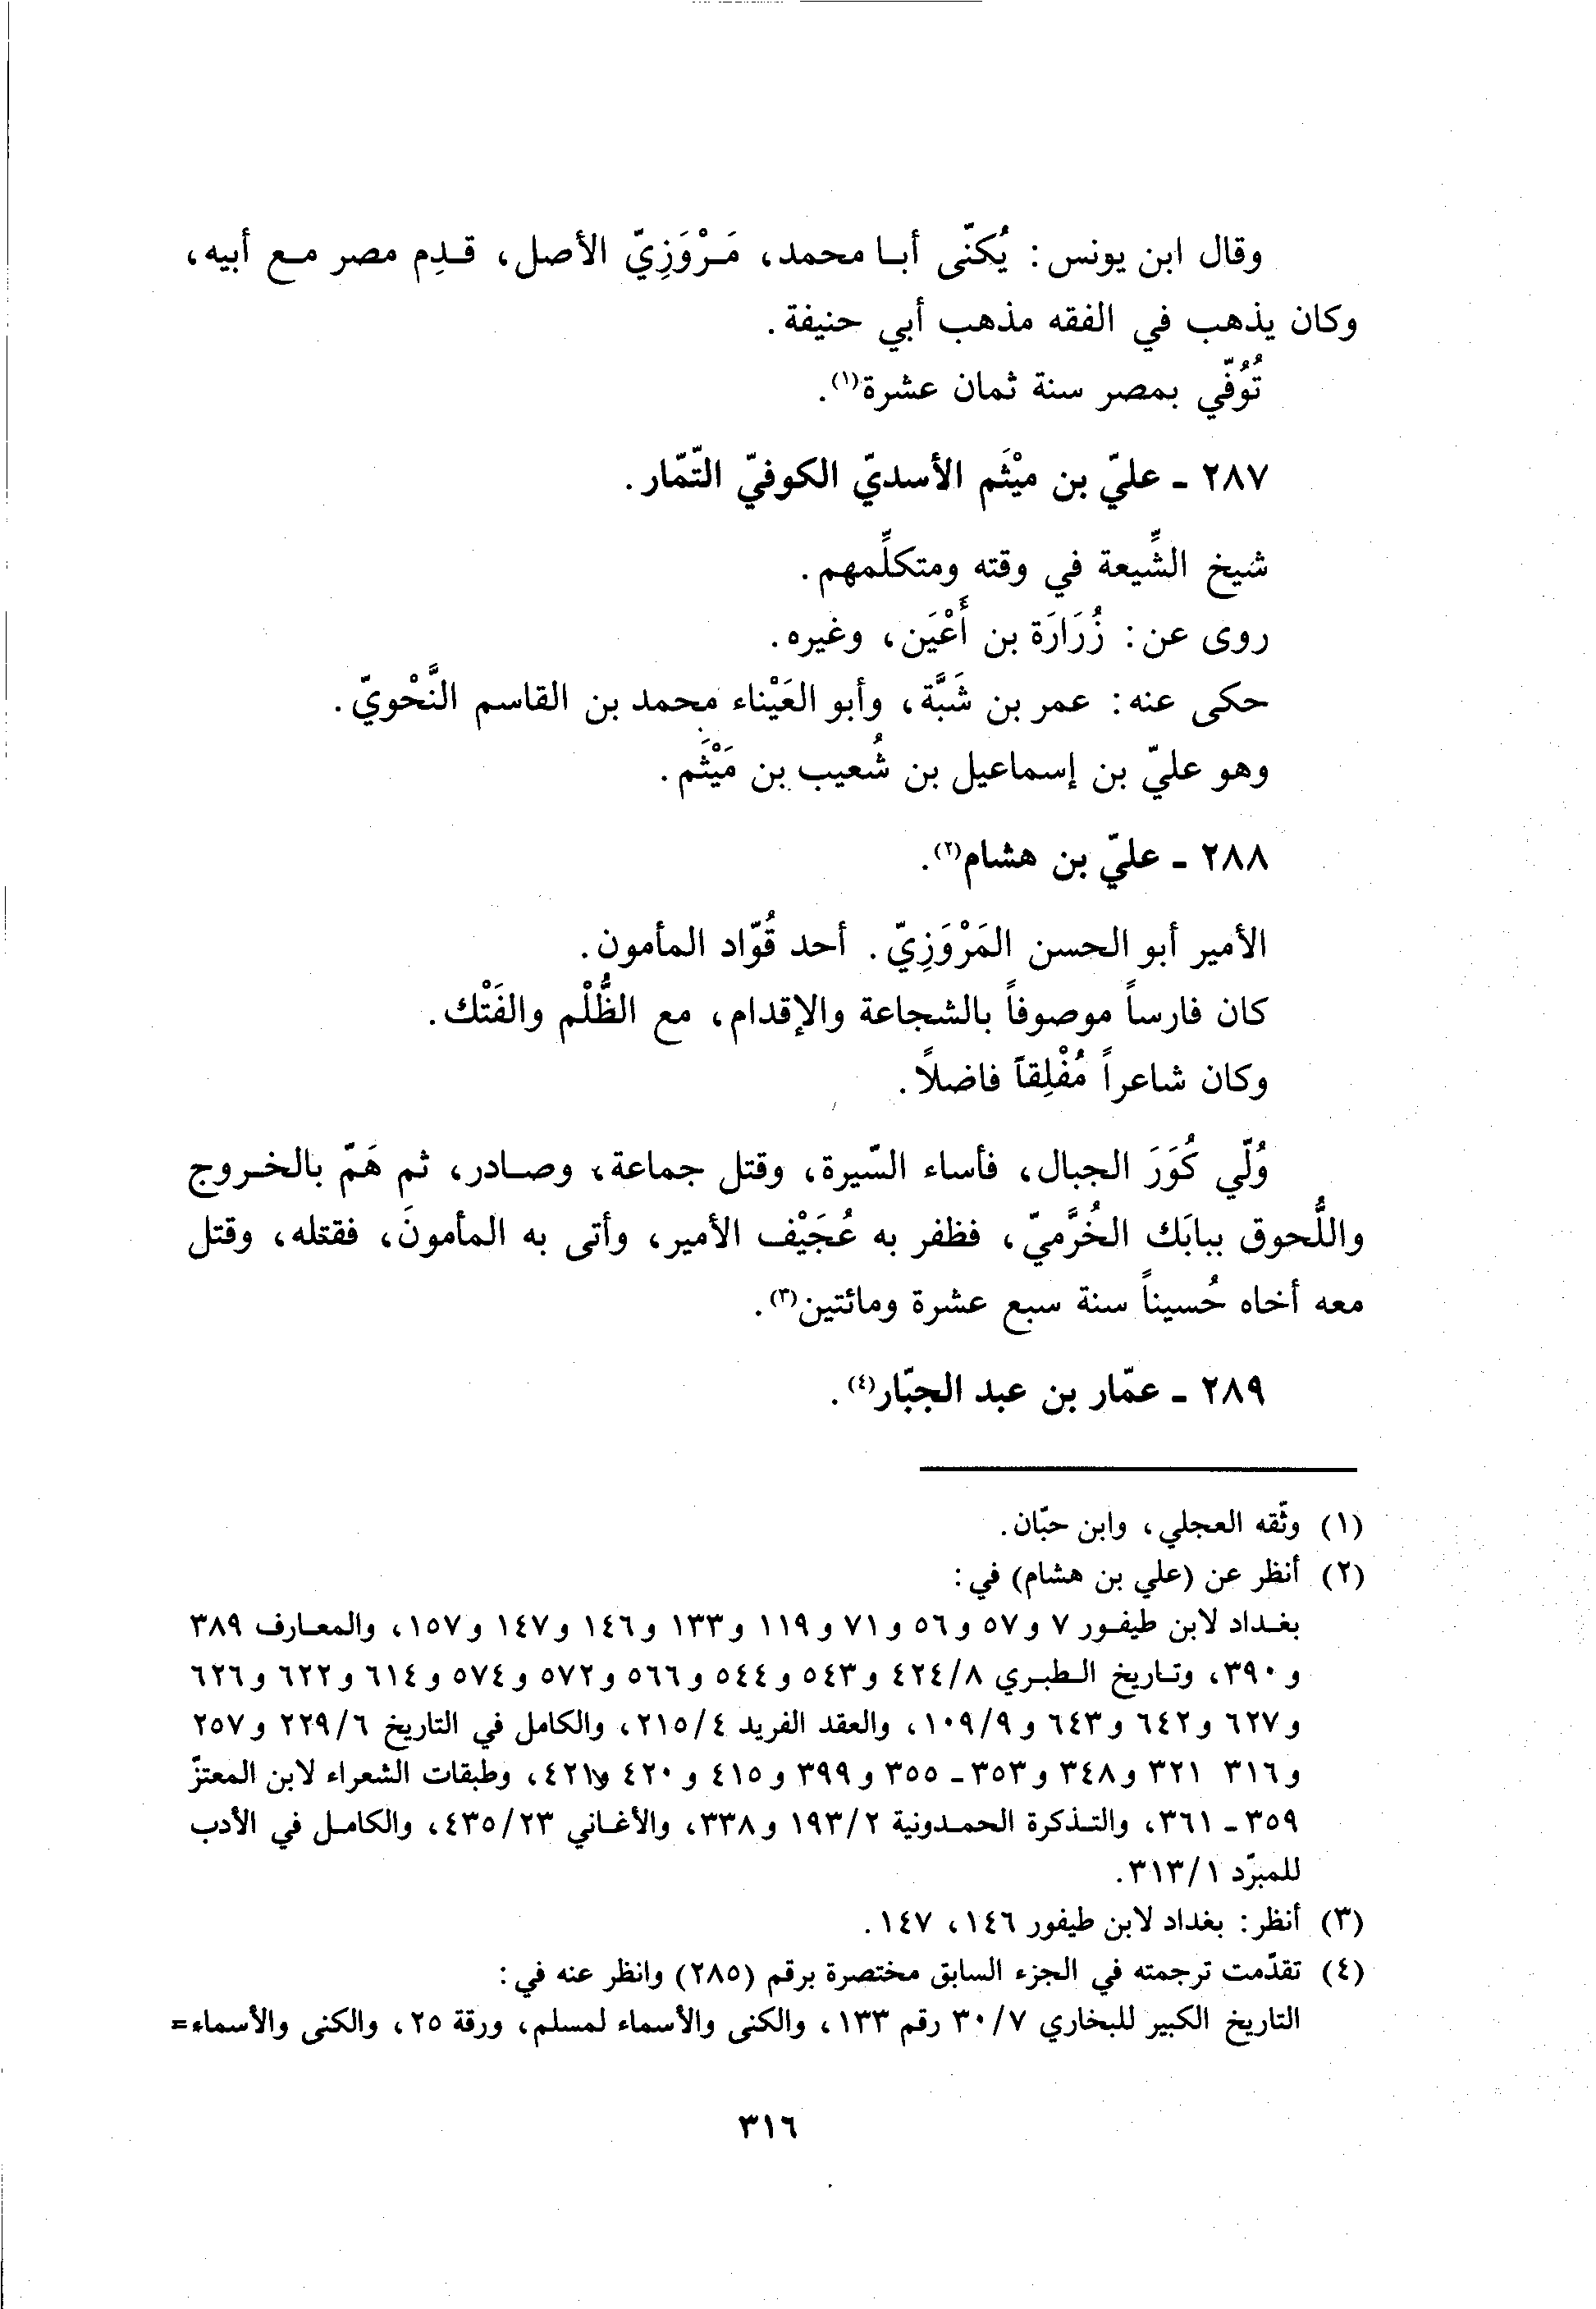 وقال ابن يونس: يُكنّى أبا محمد، مَرْوَزِيّ الأصل، قدِم مصر مع أبيه،
وكان يذهب في الفقه مذهب أبي حنيفة.
تُوُفّي بمصر سنة ثمان عشرة(١).
٢٨٧ ـ عليّ بن ميْثَم الأسديّ الكوفيّ التّمّار.
شيخ الشِّيعة في وقته ومتكلِّمهم.
روى عن: زُرَارَة بن أَعْيَن، وغيره.
حكى عنه: عمر بن شَبَّة، وأبو العَيْناء محمد بن القاسم النَّحْويّ.
وهو عليّ بن إسماعيل بن شُعيب بن مَيْثَم.
٢٨٨ ـ عليّ بن هشام(٢).
الأمير أبو الحسن المَرْوَزِيّ. أحد قُوّاد المأمون.
كان فارساً موصوفاً بالشجاعة والإقدام، مع الظُّلْم والفَتْك.
وكان شاعراً مُفْلِقاً فاضلاً.
وُلّي كُوَرَ الجبال، فأساء السّيرة، وقتل جماعة، وصادر، ثم هَمّ بالخروج
واللُّحوق ببابَك الخُرَّميّ، فظفر به عُجَيْف الأمير، وأتى به المأمونَ، فقتله، وقتل
معه أخاه حُسيناً سنة سبع عشرة ومائتين(٣).
٢٨٩ ـ عمّار بن عبد الجبّار(٤).
(١) وثّقه العجلي، وابن حبّان.
(٢) أنظر عن (علي بن هشام) في:
بغداد لابن طيفور ٧ و٥٧ و٥٦ و٧١ و١١٩ و١٣٣ و١٤٦ و١٤٧ و١٥٧، والمعارف ٣٨٩
و٣٩٠، وتاريخ الطبري ٤٢٤/٨ و٥٤٣ و٥٤٤ و٥٦٦ و٥٧٢ و٥٧٤ و٦١٤ و٦٢٢ و٦٢٦
و٦٢٧ و٦٤٢ و٦٤٣ و١٠٩/٩، والعقد الفريد ٢١٥/٤، والكامل في التاريخ ٢٢٩/٦ و٢٥٧
و٣١٦ ٣٢١ و٣٤٨ و٣٥٣ ـ ٣٥٥ و٣٩٩ و٤١٥ و٤٢٠ و٤٢١، وطبقات الشعراء لابن المعتزّ
٣٥٩ ـ ٣٦١، والتذكرة الحمدونية ١٩٣/٢ و٣٣٨، والأغاني ٤٣٥/٢٣، والكامل في الأدب
للمبرّد ٣١٣/١.
(٣) أنظر: بغداد لابن طيفور ١٤٦، ١٤٧.
(٤) تقدّمت ترجمته في الجزء السابق مختصرة برقم (٢٨٥) وانظر عنه في:
التاريخ الكبير للبخاري ٣٠/٧ رقم ١٣٣، والكنى والأسماء لمسلم، ورقة ٢٥، والكنى والأسماء=
٣١٦